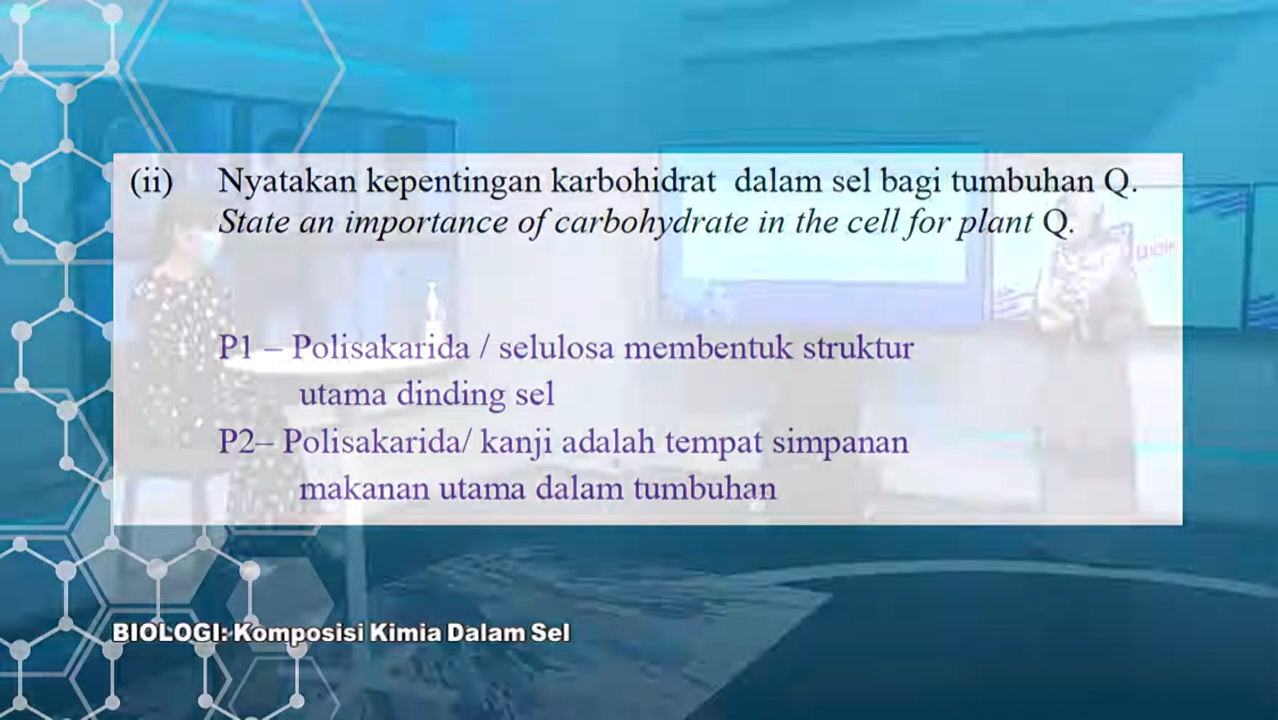 (ii) Nyatakan kepentingan karbohidrat dalam sel bagi tumbuhan Q.
State an importance of carbohydrate in the cell for plant Q.
P1 – Polisakarida / selulosa membentuk struktur
utama dinding sel
P2– Polisakarida/ kanji adalah tempat simpanan
makanan utama dalam tumbuhan
BIOLOGI: Komposisi Kimia Dalam Sel